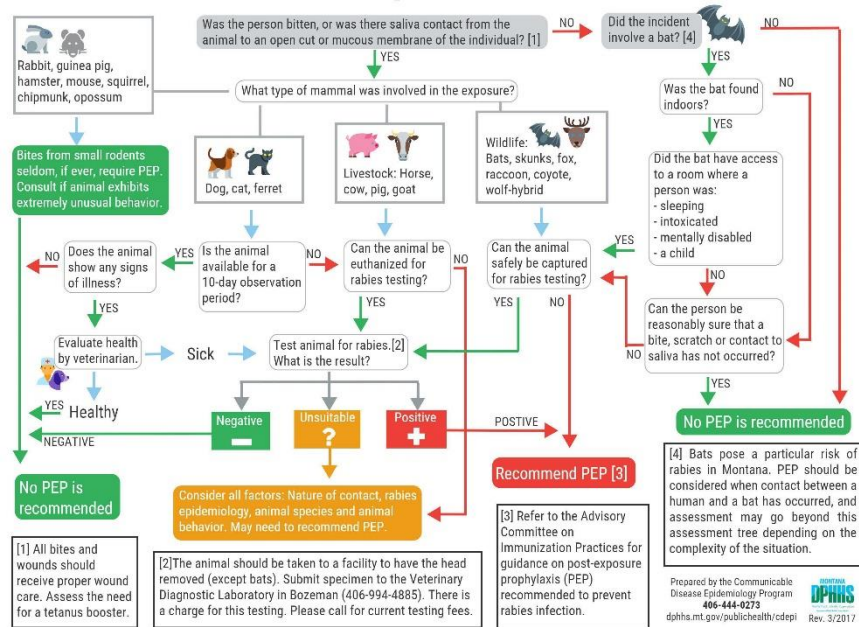 Was the person bitten, or was there saliva contact from the
animal to an open cut or mucous membrane of the individual? [1]
NO
Did the incident
involve a bat? [4]
NO
YES
YES
Rabbit, guinea pig,
hamster, mouse, squirrel,
chipmunk, opossum
What type of mammal was involved in the exposure?
Was the bat found
indoors?
NO
YES
Bites from small rodents
seldom, if ever, require PEP.
Consult if animal exhibits
extremely unusual behavior.
Dog, cat, ferret
Livestock: Horse,
cow, pig, goat
Wildlife:
Bats, skunks, fox,
raccoon, coyote,
wolf-hybrid
Did the bat have access
to a room where a
person was:
- sleeping
- intoxicated
- mentally disabled
- a child
YES
NO
NO
Does the animal
show any signs
of illness?
YES
Is the animal
available for a
10-day observation
period?
NO
Can the animal be
euthanized for
rabies testing?
NO
Can the animal
safely be captured
for rabies testing?
YES
YES
YES
NO
Can the person be
reasonably sure that a
bite, scratch or contact to
saliva has not occurred?
NO
YES
Evaluate health
by veterinarian.
Sick
Test animal for rabies.[2]
What is the result?
YES
Healthy
NEGATIVE
Negative
Unsuitable
?
Positive
POSTIVE
No PEP is recommended
No PEP is
recommended
Consider all factors: Nature of contact, rabies
epidemiology, animal species and animal
behavior. May need to recommend PEP.
Recommend PEP [3]
[4] Bats pose a particular risk of
rabies in Montana. PEP should be
considered when contact between a
human and a bat has occurred, and
assessment may go beyond this
assessment tree depending on the
complexity of the situation.
[1] All bites and
wounds should
receive proper wound
care. Assess the need
for a tetanus booster.
[2]The animal should be taken to a facility to have the head
removed (except bats). Submit specimen to the Veterinary
Diagnostic Laboratory in Bozeman (406-994-4885). There is
a charge for this testing. Please call for current testing fees.
[3] Refer to the Advisory
Committee on
Immunization Practices for
guidance on post-exposure
prophylaxis (PEP)
recommended to prevent
rabies infection.
Prepared by the Communicable
Disease Epidemiology Program
406-444-0273
dphhs.mt.gov/publichealth/cdepi
MONTANA
DPHHS
Rev. 3/2017